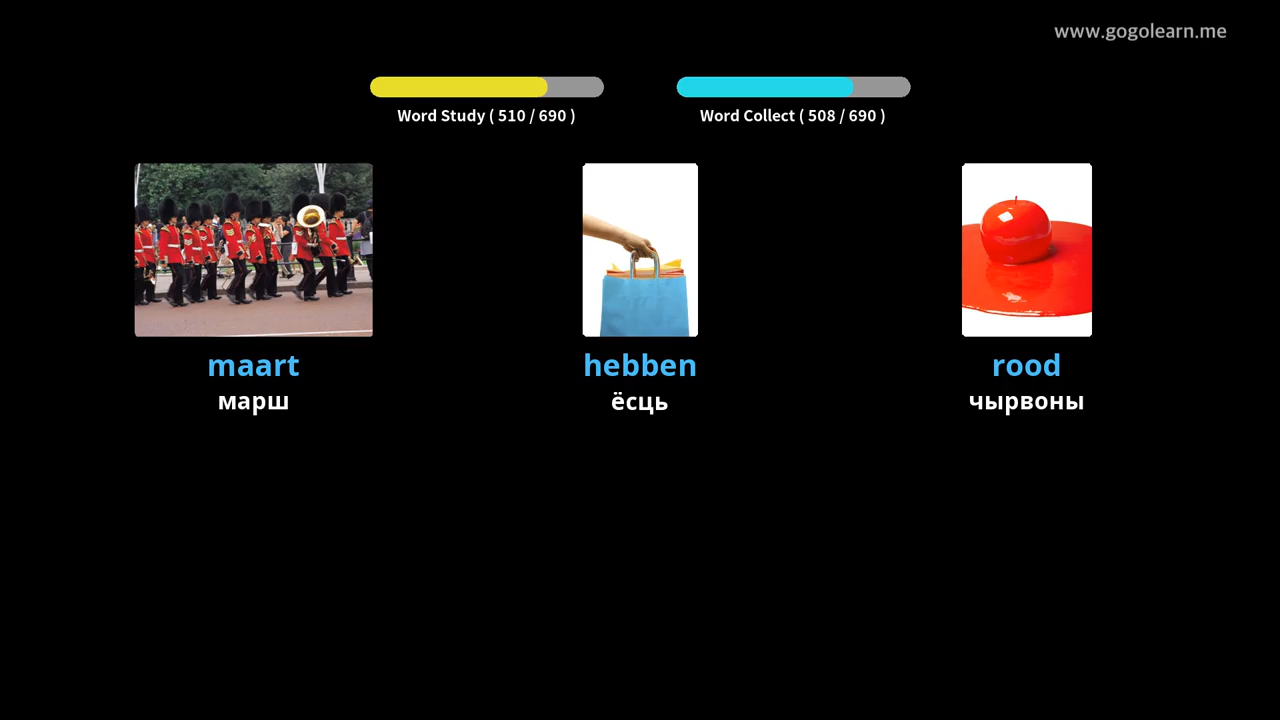 www.gogolearn.me
Word Study ( 510 / 690 )
Word Collect ( 508 / 690 )
maart
hebben
rood
марш
ёсць
чырвоны